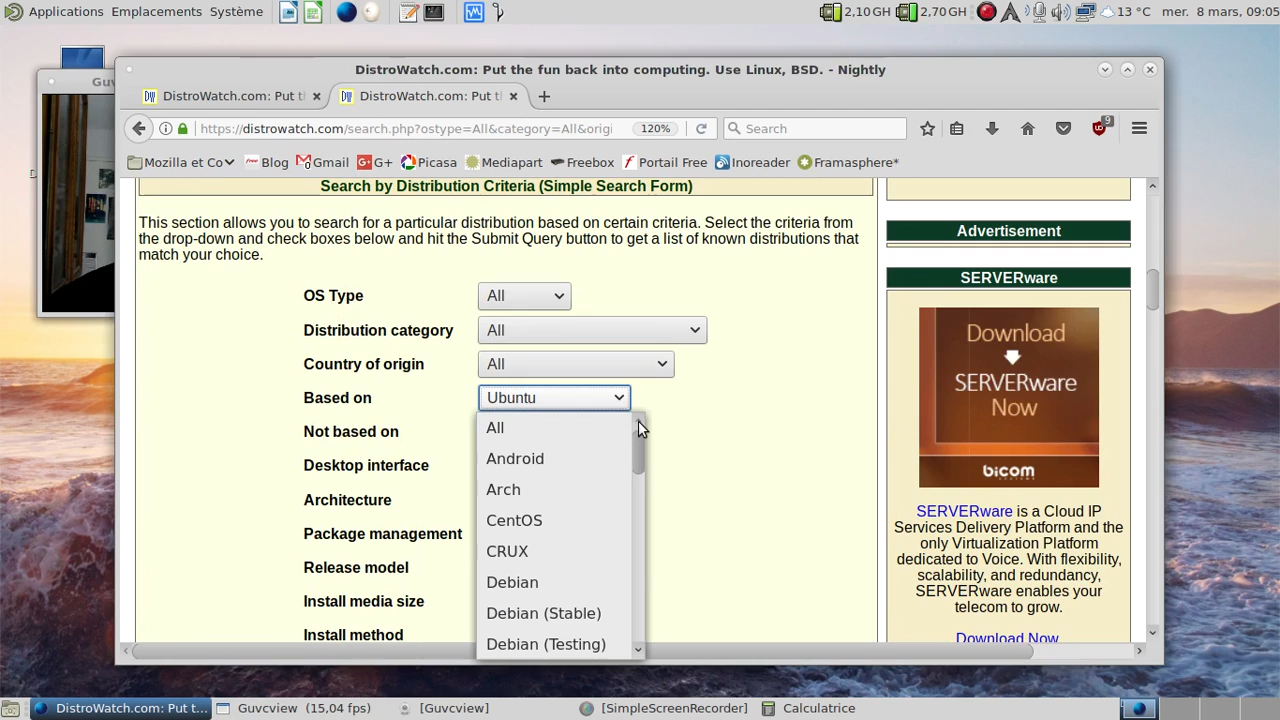 Applications Emplacements Système 2,10 GH 2,70 GH 13 °C mer. 8 mars, 09:05
Guv
DistroWatch.com: Put the fun back into computing. Use Linux, BSD. - Nightly
DistroWatch.com: Put tl DistroWatch.com: Put tl
https://distrowatch.com/search.php?ostype=All&category=All&origi 120% Search 9
Mozilla et Co Blog Gmail G+ Picasa Mediapart Freebox Portail Free Inoreader Framasphere*
Search by Distribution Criteria (Simple Search Form)
This section allows you to search for a particular distribution based on certain criteria. Select the criteria from
the drop-down and check boxes below and hit the Submit Query button to get a list of known distributions that
match your choice.
OS Type All
Distribution category All
Country of origin All
Based on Ubuntu
Not based on
Desktop interface
Architecture
Package management
Release model
Install media size
Install method
All
Android
Arch
CentOS
CRUX
Debian
Debian (Stable)
Debian (Testing)
Advertisement
SERVERware
Download
SERVERware
Now
bicom
SYSTEMS
SERVERware is a Cloud IP
Services Delivery Platform and the
only Virtualization Platform
dedicated to Voice. With flexibility,
scalability, and redundancy,
SERVERware enables your
telecom to grow.
Download Now
DistroWatch.com: Put t... Guvcview (15,04 fps) [Guvcview] [SimpleScreenRecorder] Calculatrice